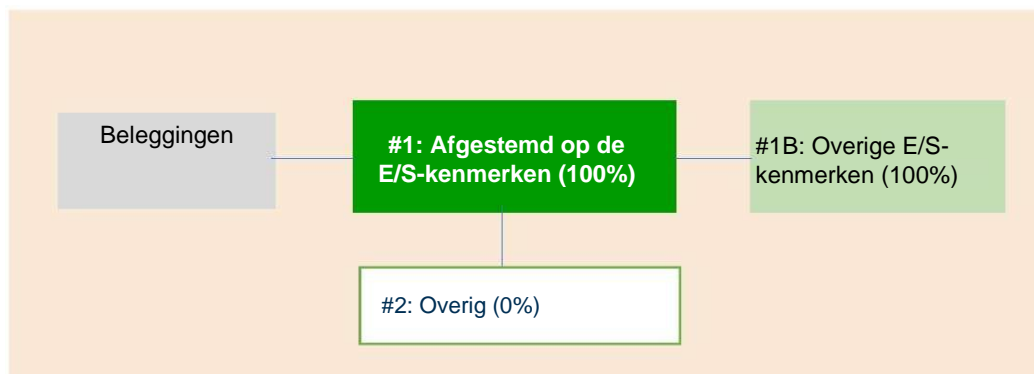 Beleggingen
#1: Afgestemd op de
E/S-kenmerken (100%)
#1B: Overige E/S-
kenmerken (100%)
#2: Overig (0%)